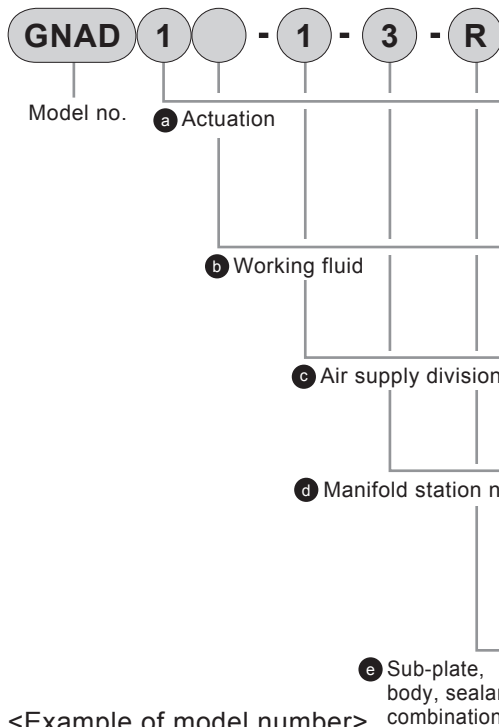 GNAD 1 - 1 - 3 - R
Model no.
a Actuation
b Working fluid
c Air supply division
d Manifold station
e Sub-plate,
body,
combination
<Example of model number>